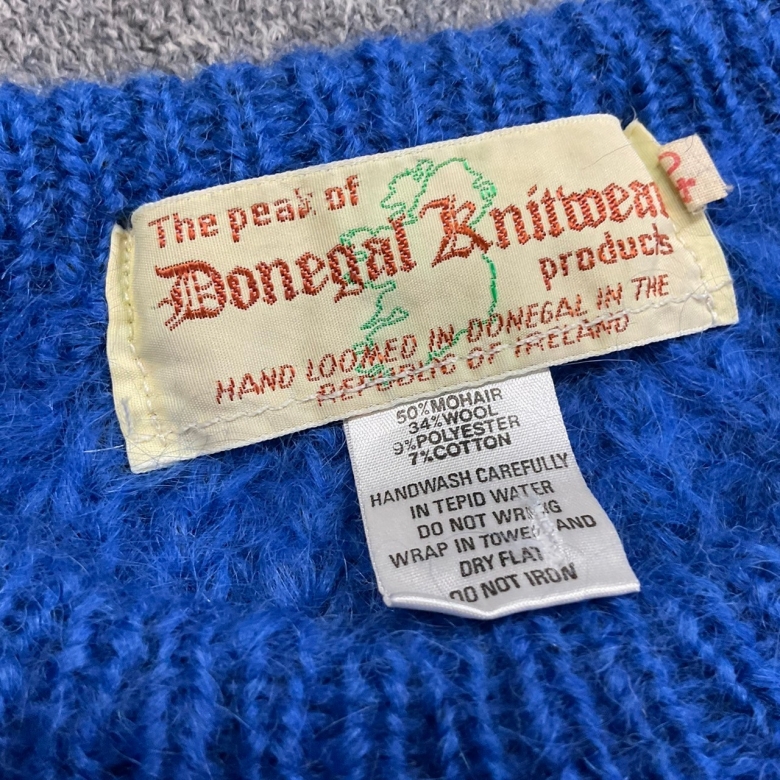 The peak of
Donegal Knitwear
products
HAND LOOMED IN DONEGAL IN THE
REPUBLIC OF IRELAND
50%MOHAIR
34%WOOL
9%POLYESTER
7%COTTON
HANDWASH CAREFULLY
IN TEPID WATER
DO NOT WRING
WRAP IN TOWEL AND
DRY FLAT
DO NOT IRON